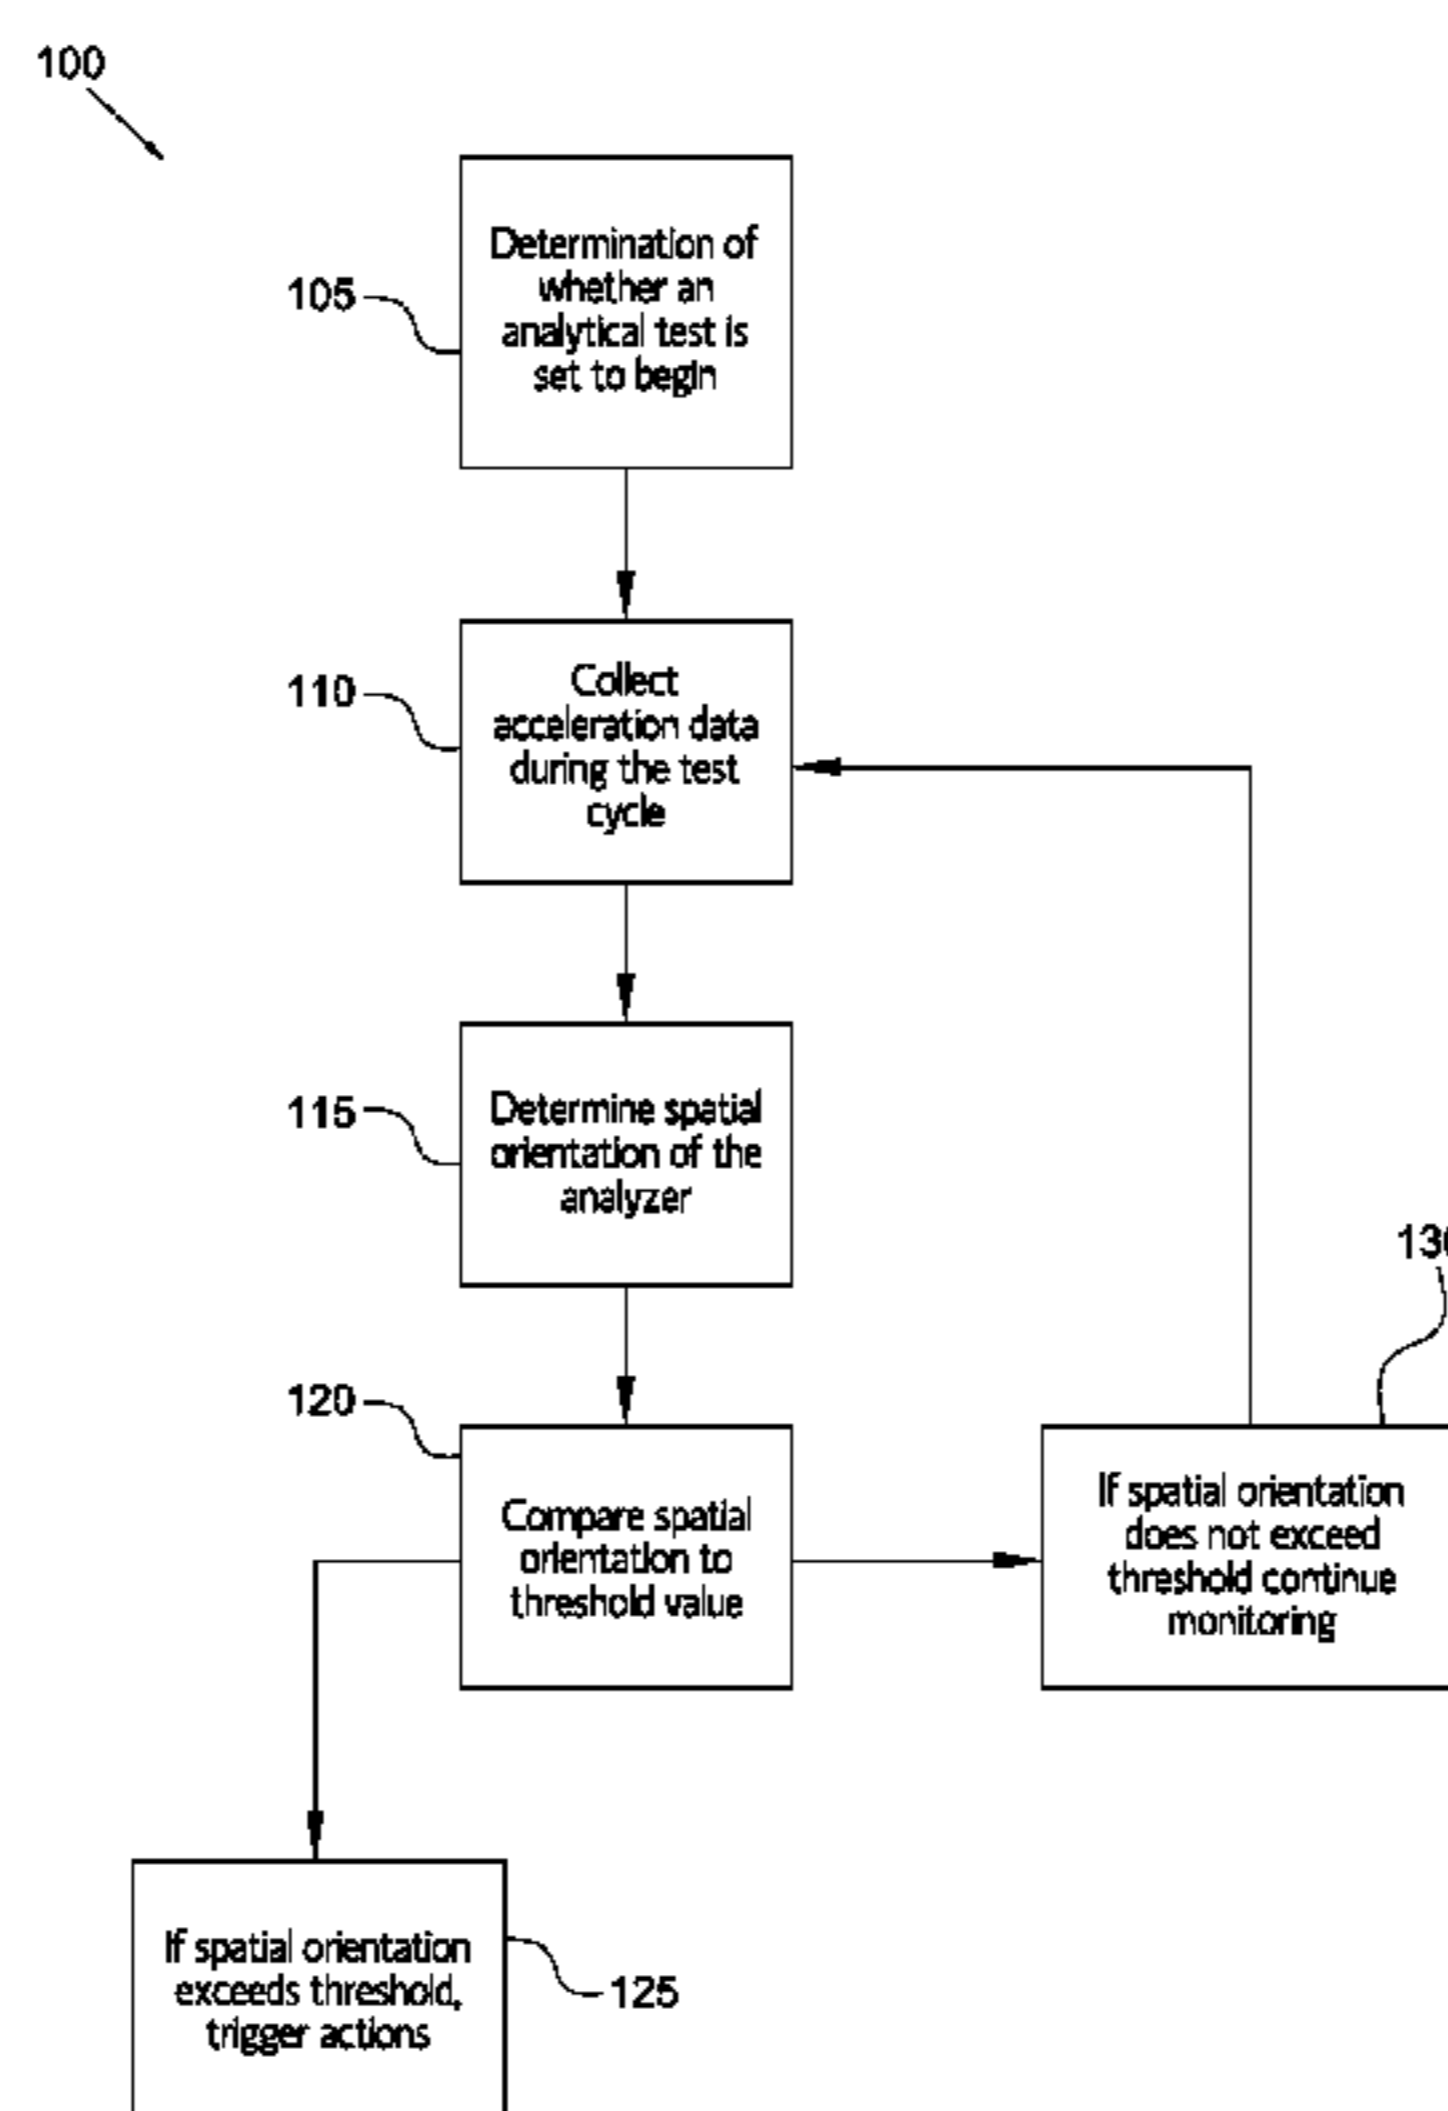 100
105
Determination of
whether an
analytical test is
set to begin
110
Collect
acceleration data
during the test
cycle
115
Determine spatial
orientation of the
analyzer
120
Compare spatial
orientation to
threshold value
If spatial orientation
does not exceed
threshold continue
monitoring
If spatial orientation
exceeds threshold,
trigger actions
125